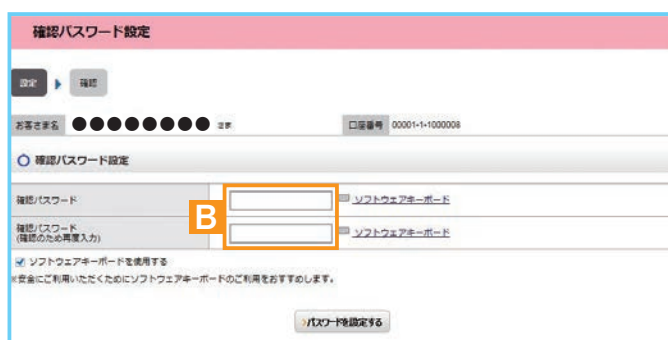 確認パスワード設定
設定 ▶ 確認
お客さま名 ●●●●●●●● さま 口座番号 00001-1-1000008
確認パスワード設定
確認パスワード ソフトウェアキーボード
B
確認パスワード
(確認のため再度入力) ソフトウェアキーボード
ソフトウェアキーボードを使用する
※安全にご利用いただくためにソフトウェアキーボードのご利用をおすすめします。
›パスワードを設定する